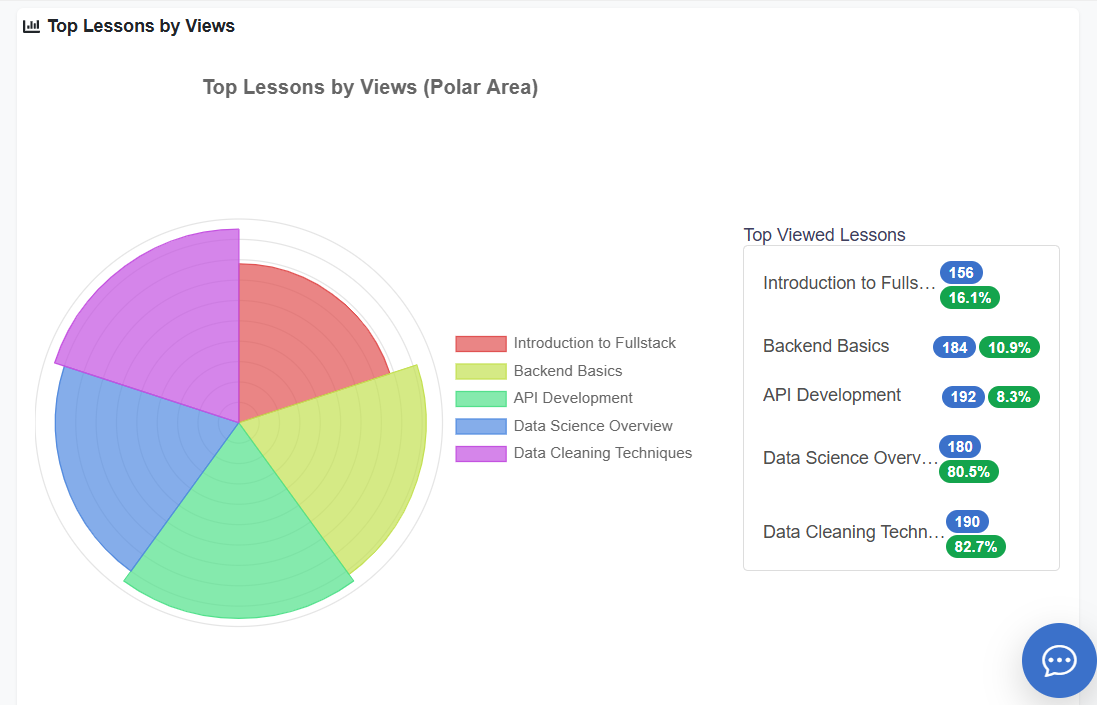 Top Lessons by Views
Top Lessons by Views (Polar Area)
Introduction to Fullstack
Backend Basics
API Development
Data Science Overview
Data Cleaning Techniques
Top Viewed Lessons
Introduction to Fulls… 156
16.1%
Backend Basics 184 10.9%
API Development 192 8.3%
Data Science Overv… 180
80.5%
Data Cleaning Techn… 190
82.7%